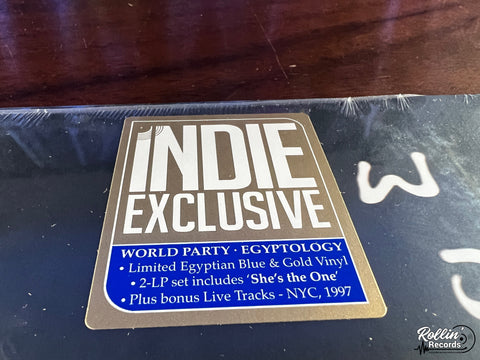 INDIE
EXCLUSIVE
WORLD PARTY · EGYPTOLOGY
• Limited Egyptian Blue & Gold Vinyl
• 2-LP set includes 'She's the One'
• Plus bonus Live Tracks - NYC, 1997
Rollin
Records